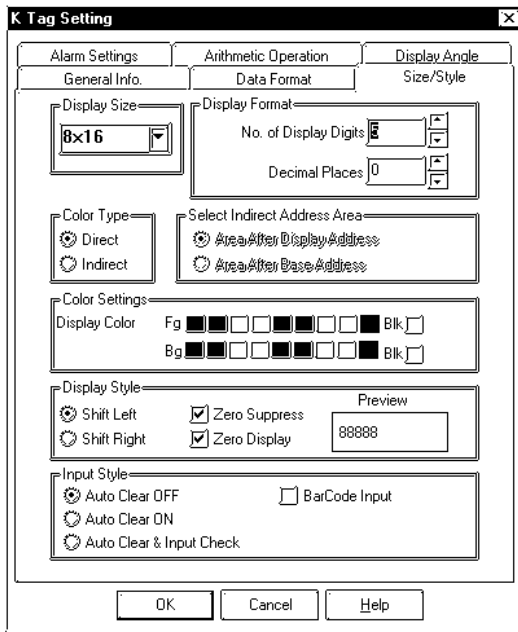 K Tag Setting
Alarm Settings Arithmetic Operation Display Angle
General Info. Data Format Size/Style
Display Size
8×16
Display Format
No. of Display Digits 5
Decimal Places 0
Color Type
Direct
Indirect
Select Indirect Address Area
Area After Display Address
Area After Base Address
Color Settings
Display Color Fg Blk
Bg Blk
Display Style
Shift Left
Shift Right
Zero Suppress
Zero Display
Preview
88888
Input Style
Auto Clear OFF
Auto Clear ON
Auto Clear & Input Check
BarCode Input
OK Cancel Help